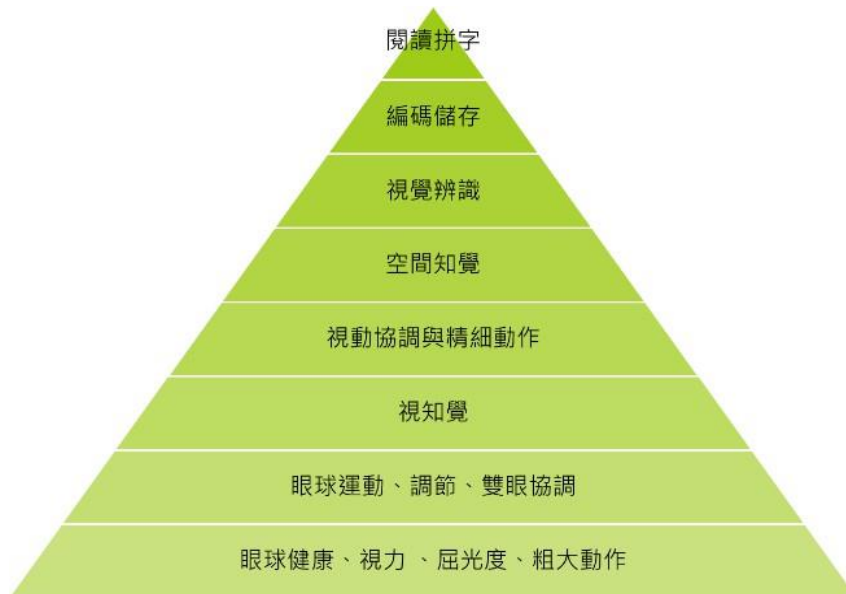 閱讀拼字
編碼儲存
視覺辨識
空間知覺
視動協調與精細動作
視知覺
眼球運動、調節、雙眼協調
眼球健康、視力 、屈光度、粗大動作